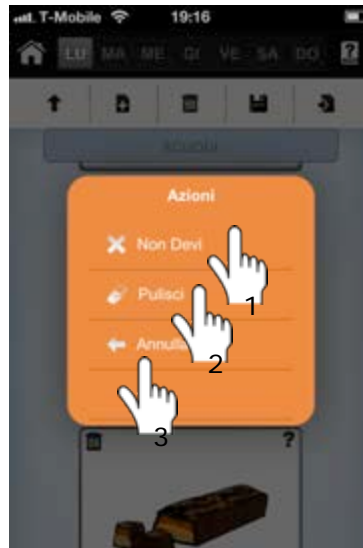 T-Mobile 19:16
LU MA ME GI VE SA DO ?
Azioni
Non Devi
1
Pulisci
2
Annulla
3
?